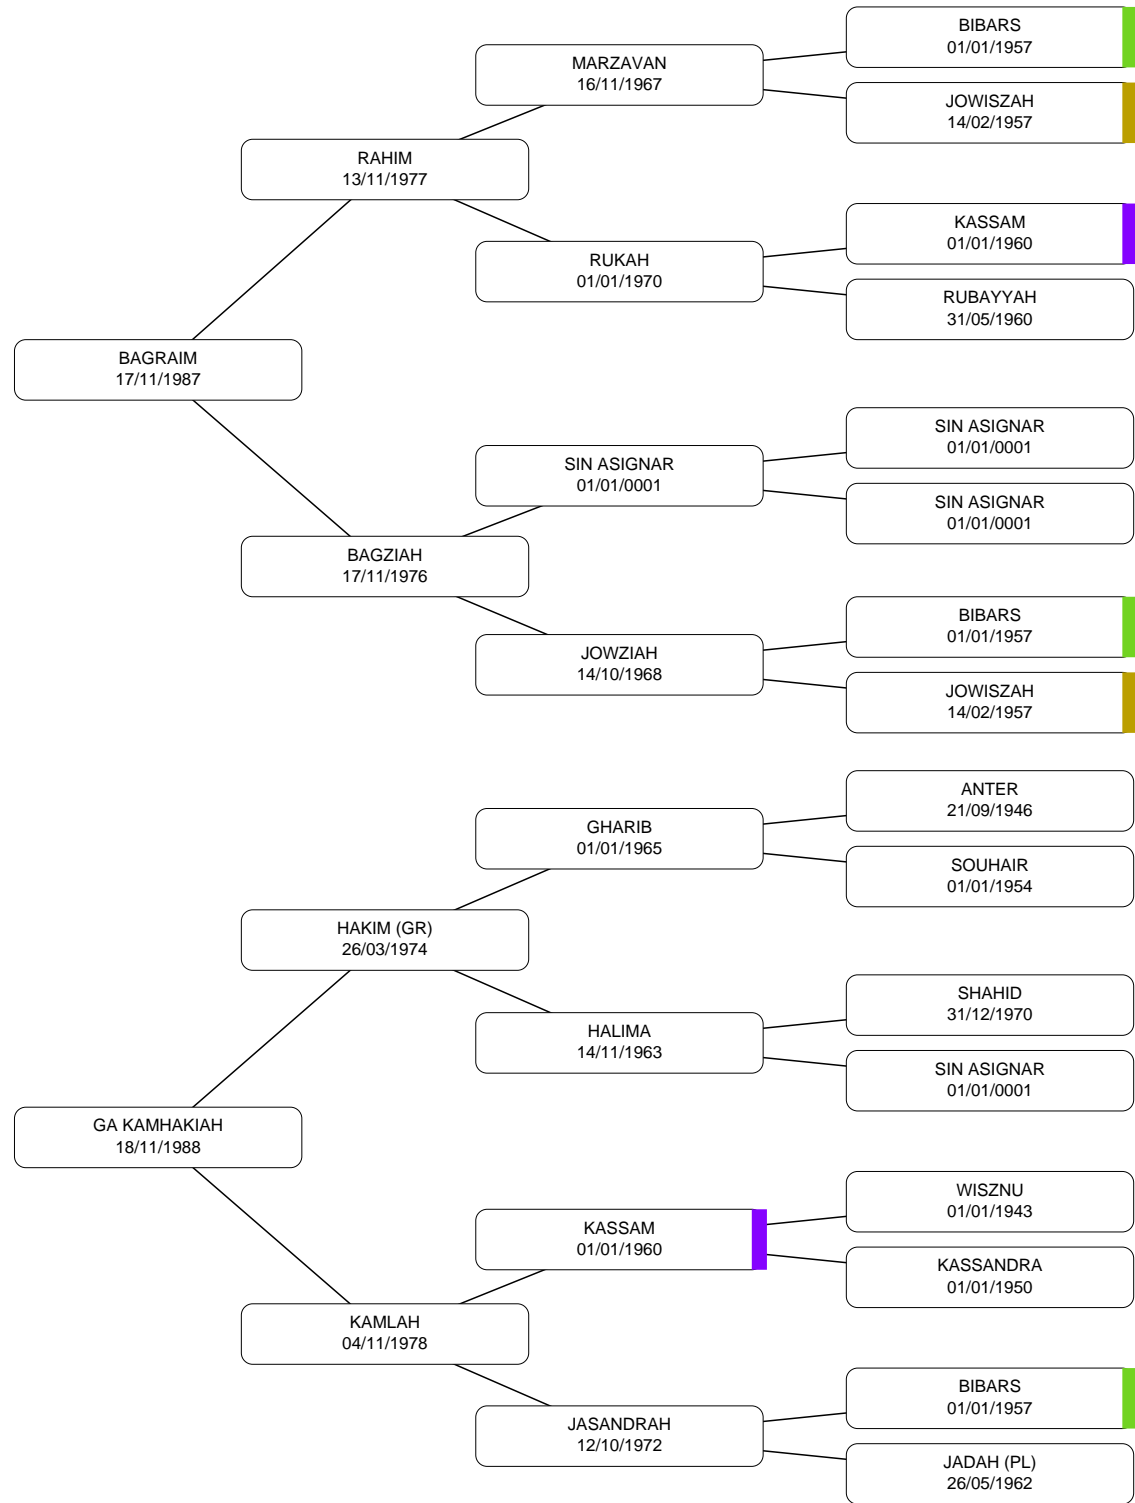 BIBARS
01/01/1957
MARZAVAN
16/11/1967
JOWISZAH
14/02/1957
RAHIM
13/11/1977
KASSAM
01/01/1960
RUKAH
01/01/1970
RUBAYYAH
31/05/1960
BAGRAIM
17/11/1987
SIN ASIGNAR
01/01/0001
SIN ASIGNAR
01/01/0001
SIN ASIGNAR
01/01/0001
BAGZIAH
17/11/1976
BIBARS
01/01/1957
JOWZIAH
14/10/1968
JOWISZAH
14/02/1957
ANTER
21/09/1946
GHARIB
01/01/1965
SOUHAIR
01/01/1954
HAKIM (GR)
26/03/1974
SHAHID
31/12/1970
HALIMA
14/11/1963
SIN ASIGNAR
01/01/0001
GA KAMHAKIAH
18/11/1988
WISZNU
01/01/1943
KASSAM
01/01/1960
KASSANDRA
01/01/1950
KAMLAH
04/11/1978
BIBARS
01/01/1957
JASANDRAH
12/10/1972
JADAH (PL)
26/05/1962